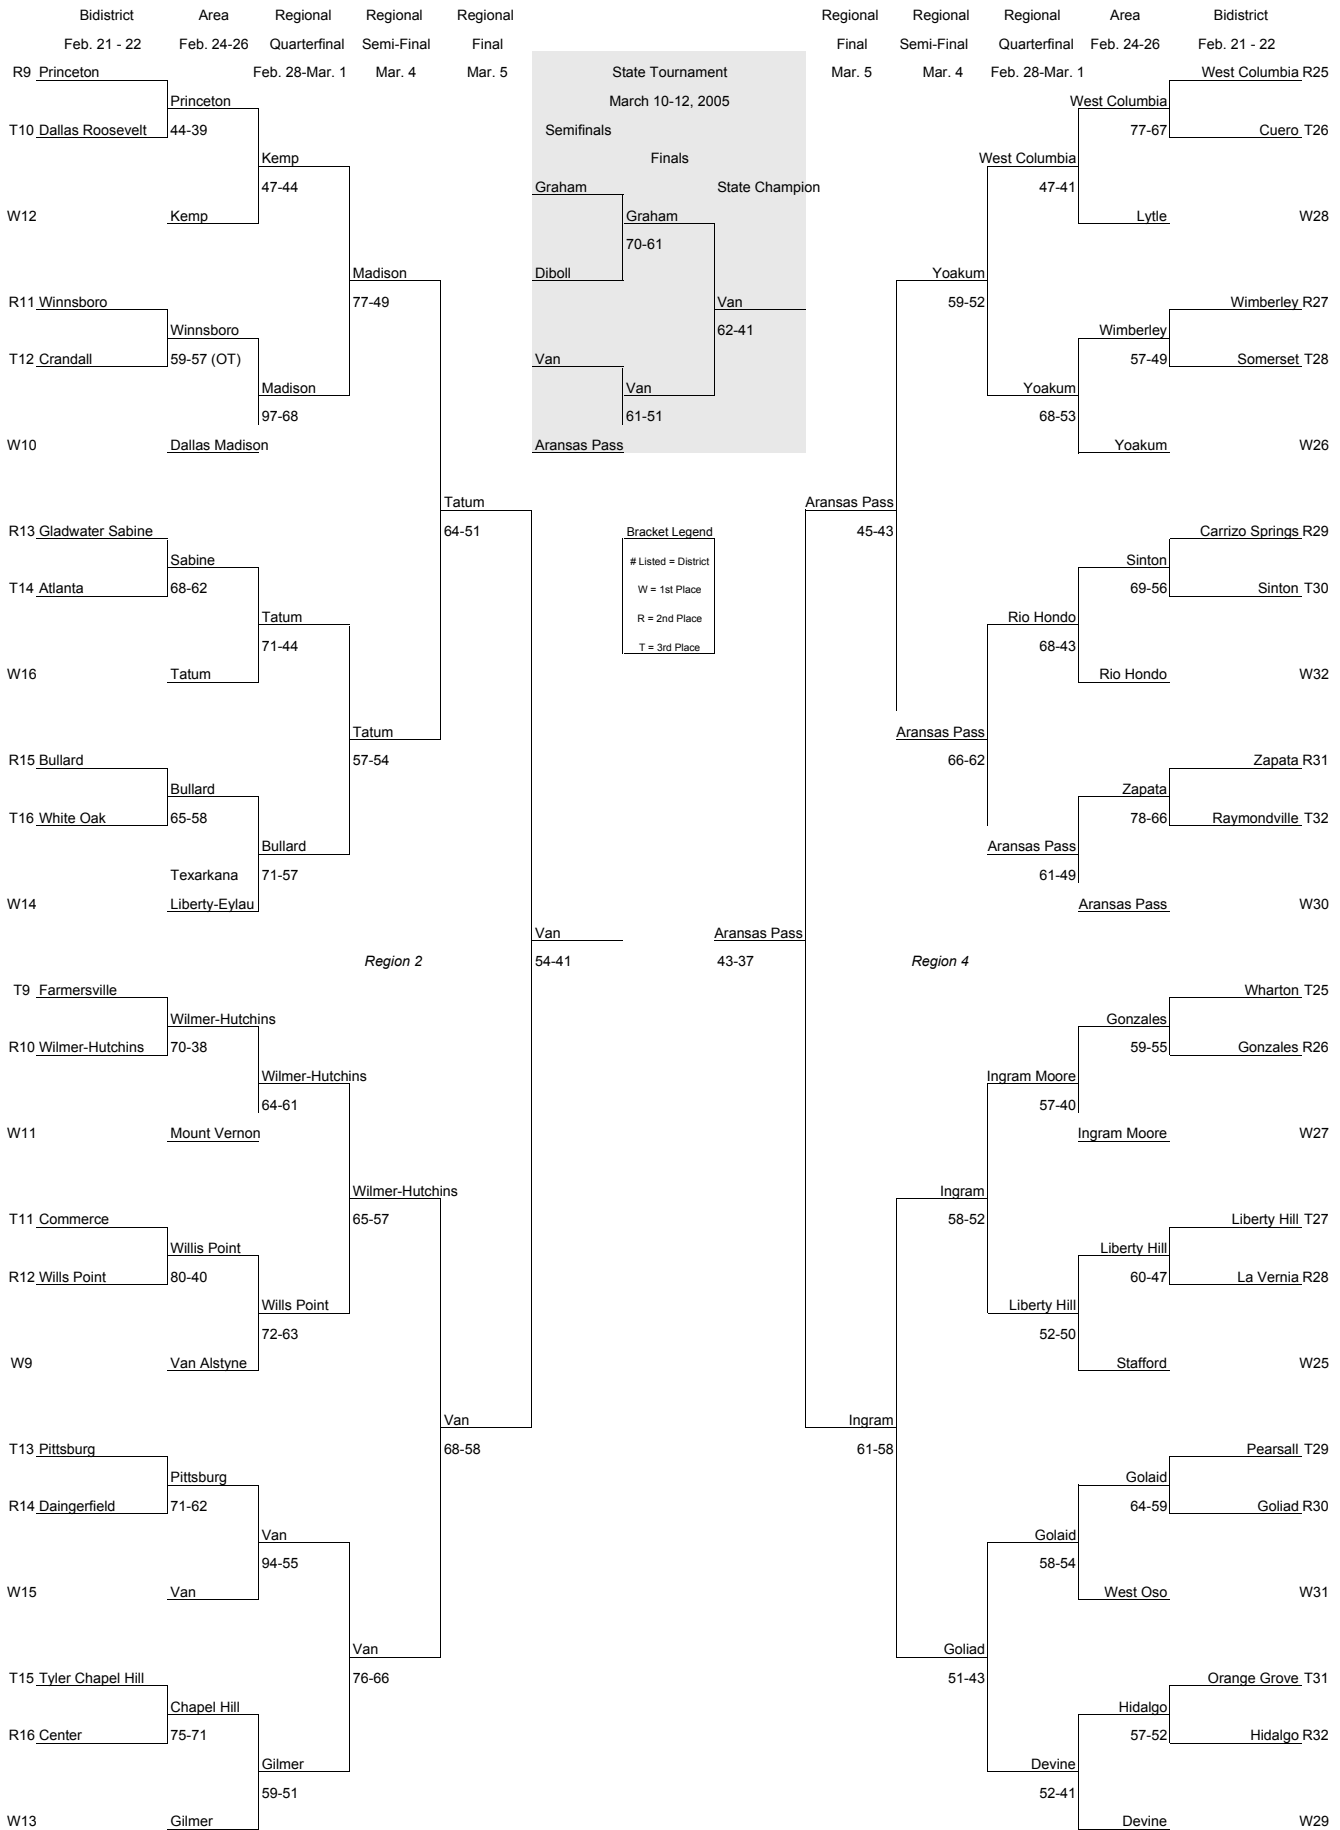 Bidistrict Area Regional Regional Regional Regional Regional Regional Area Bidistrict
Feb. 21 - 22 Feb. 24-26 Quarterfinal Semi-Final Final Final Semi-Final Quarterfinal Feb. 24-26 Feb. 21 - 22
R9 Princeton Feb. 28-Mar. 1 Mar. 4 Mar. 5 State Tournament Mar. 5 Mar. 4 Feb. 28-Mar. 1 West Columbia R25
Princeton March 10-12, 2005 West Columbia
T10 Dallas Roosevelt 44-39 Semifinals 77-67 Cuero T26
Kemp Finals West Columbia
47-44 Graham State Champion 47-41
W12 Kemp Graham Lytle W28
70-61
Madison Diboll Yoakum
R11 Winnsboro 77-49 Van 59-52 Wimberley R27
Winnsboro 62-41 Wimberley
T12 Crandall 59-57 (OT) Van 57-49 Somerset T28
Madison Van Yoakum
97-68 61-51 68-53
W10 Dallas Madison Aransas Pass Yoakum W26
Tatum Aransas Pass
R13 Gladwater Sabine 64-51 Bracket Legend 45-43 Carrizo Springs R29
Sabine # Listed = District Sinton
T14 Atlanta 68-62 W = 1st Place 69-56 Sinton T30
Tatum R = 2nd Place Rio Hondo
71-44 T = 3rd Place 68-43
W16 Tatum Rio Hondo W32
Tatum Aransas Pass
R15 Bullard 57-54 66-62 Zapata R31
Bullard Zapata
T16 White Oak 65-58 78-66 Raymondville T32
Bullard Aransas Pass
Texarkana 71-57 61-49
W14 Liberty-Eylau Aransas Pass W30
Van Aransas Pass
Region 2 54-41 43-37 Region 4
T9 Farmersville Wharton T25
Wilmer-Hutchins Gonzales
R10 Wilmer-Hutchins 70-38 59-55 Gonzales R26
Wilmer-Hutchins Ingram Moore
64-61 57-40
W11 Mount Vernon Ingram Moore W27
Wilmer-Hutchins Ingram
T11 Commerce 65-57 58-52 Liberty Hill T27
Willis Point Liberty Hill
R12 Wills Point 80-40 60-47 La Vernia R28
Wills Point Liberty Hill
72-63 52-50
W9 Van Alstyne Stafford W25
Van Ingram
T13 Pittsburg 68-58 61-58 Pearsall T29
Pittsburg Golaid
R14 Daingerfield 71-62 64-59 Goliad R30
Van Golaid
94-55 58-54
W15 Van West Oso W31
Van Goliad
T15 Tyler Chapel Hill 76-66 51-43 Orange Grove T31
Chapel Hill Hidalgo
R16 Center 75-71 57-52 Hidalgo R32
Gilmer Devine
59-51 52-41
W13 Gilmer Devine W29